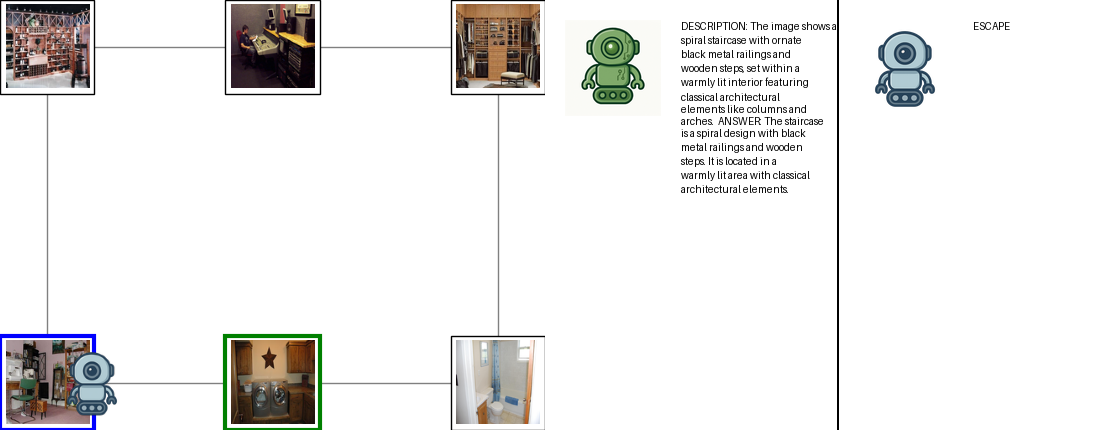 DESCRIPTION: The image shows a
spiral staircase with ornate
black metal railings and
wooden steps, set within a
warmly lit interior featuring
classical architectural
elements like columns and
arches.  ANSWER: The staircase
is a spiral design with black
metal railings and wooden
steps. It is located in a
warmly lit area with classical
architectural elements.
ESCAPE